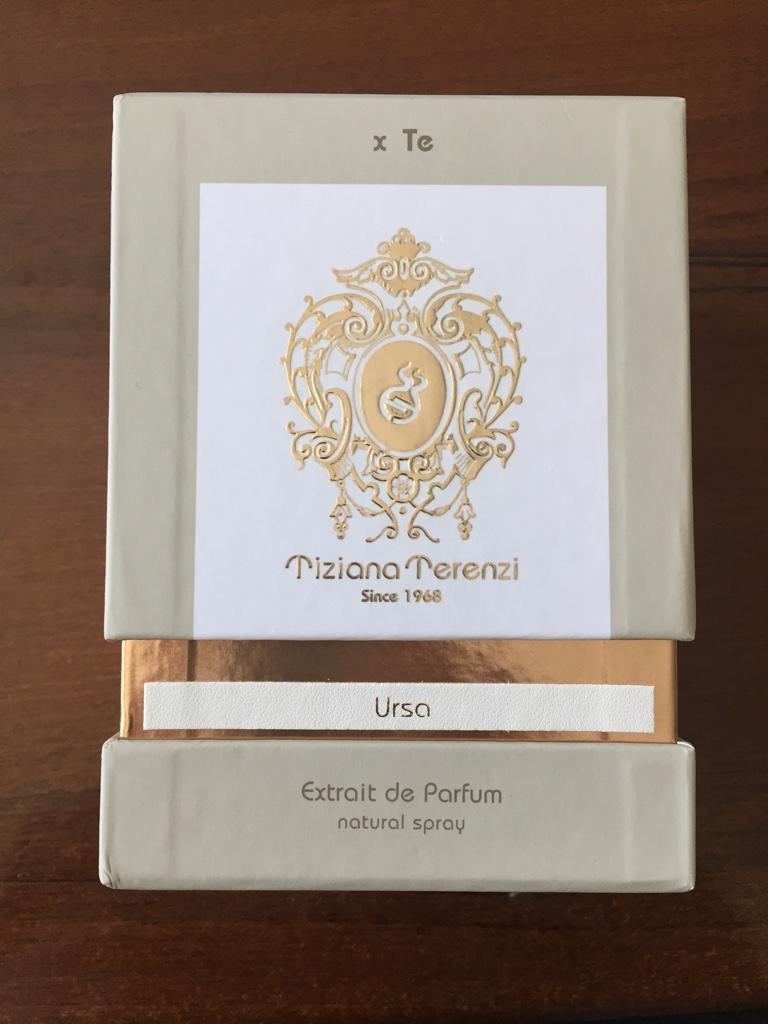 x Te
Tiziana Terenzi
Since 1968
Ursa
Extrait de Parfum
natural spray